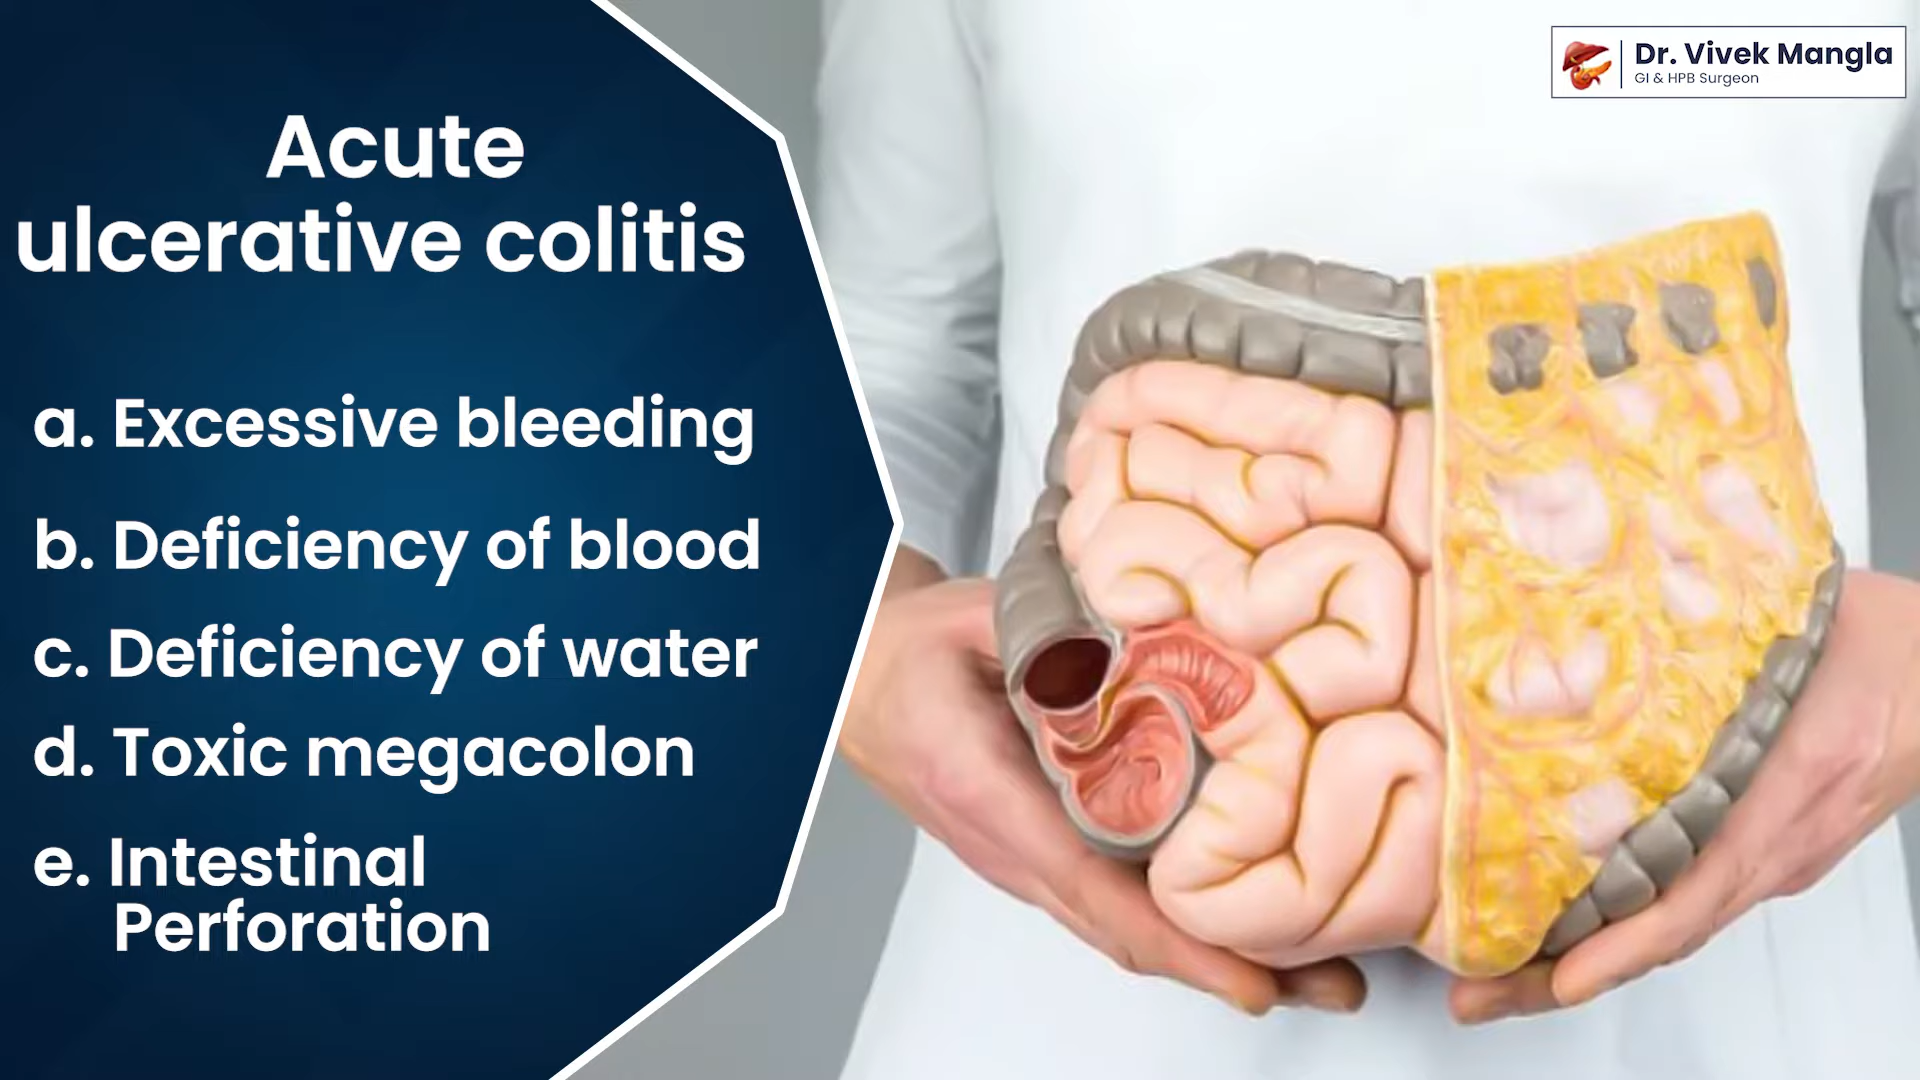 Dr. Vivek Mangla
GI & HPB Surgeon
Acute
ulcerative colitis
a. Excessive bleeding
b. Deficiency of blood
c. Deficiency of water
d. Toxic megacolon
e. Intestinal
Perforation